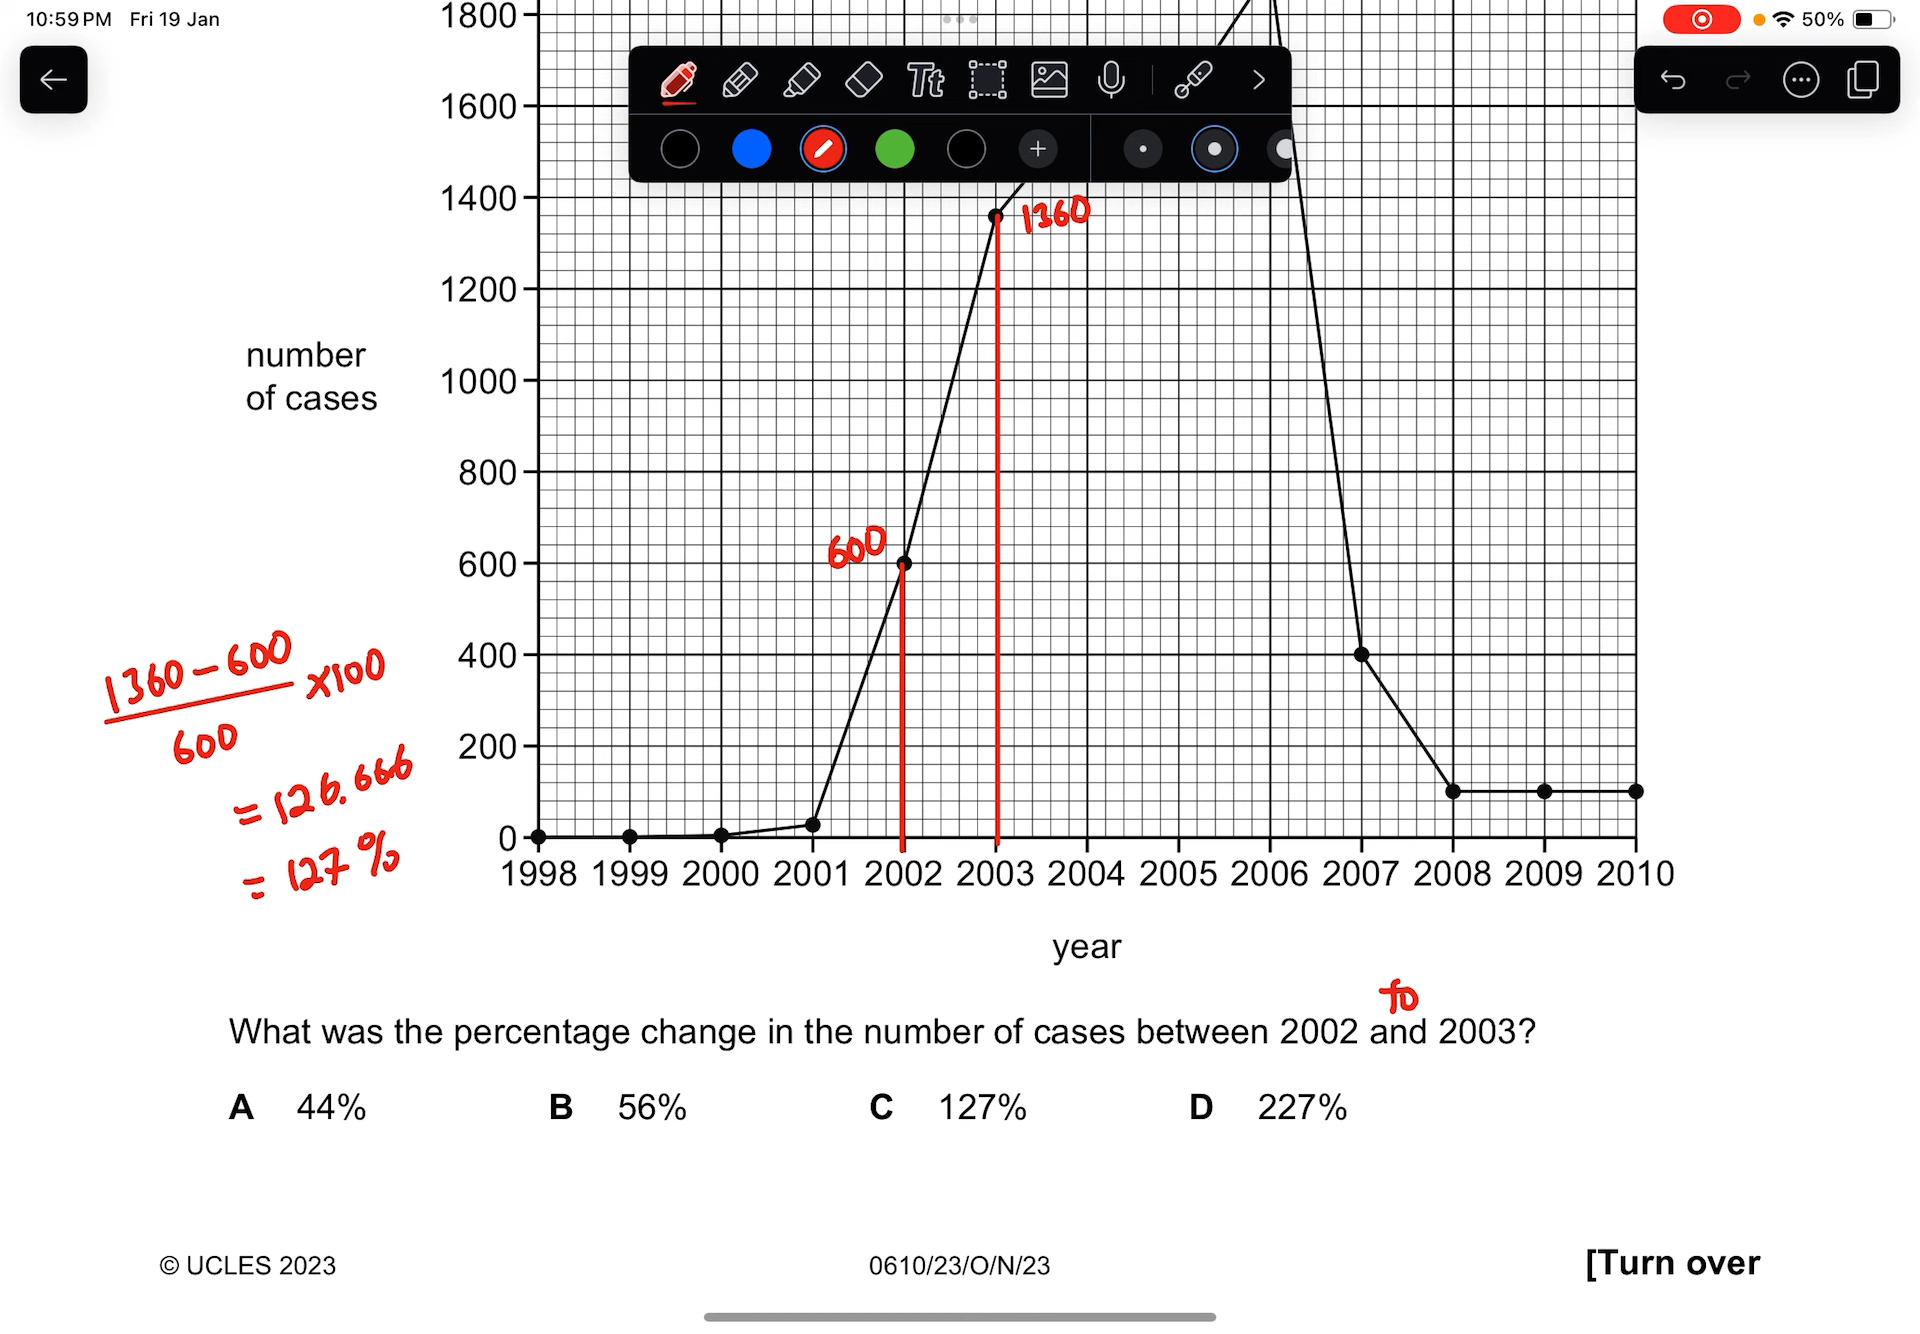 10:59 PM Fri 19 Jan
50%
Tt
1800
1600
1400
1360
1200
number
of cases
1000
800
600
600
400
200
0
1360 - 600
600
×100
= 126.666
= 127 %
1998 1999 2000 2001 2002 2003 2004 2005 2006 2007 2008 2009 2010
year
to
What was the percentage change in the number of cases between 2002 and 2003?
A 44% B 56% C 127% D 227%
© UCLES 2023 0610/23/O/N/23 [Turn over